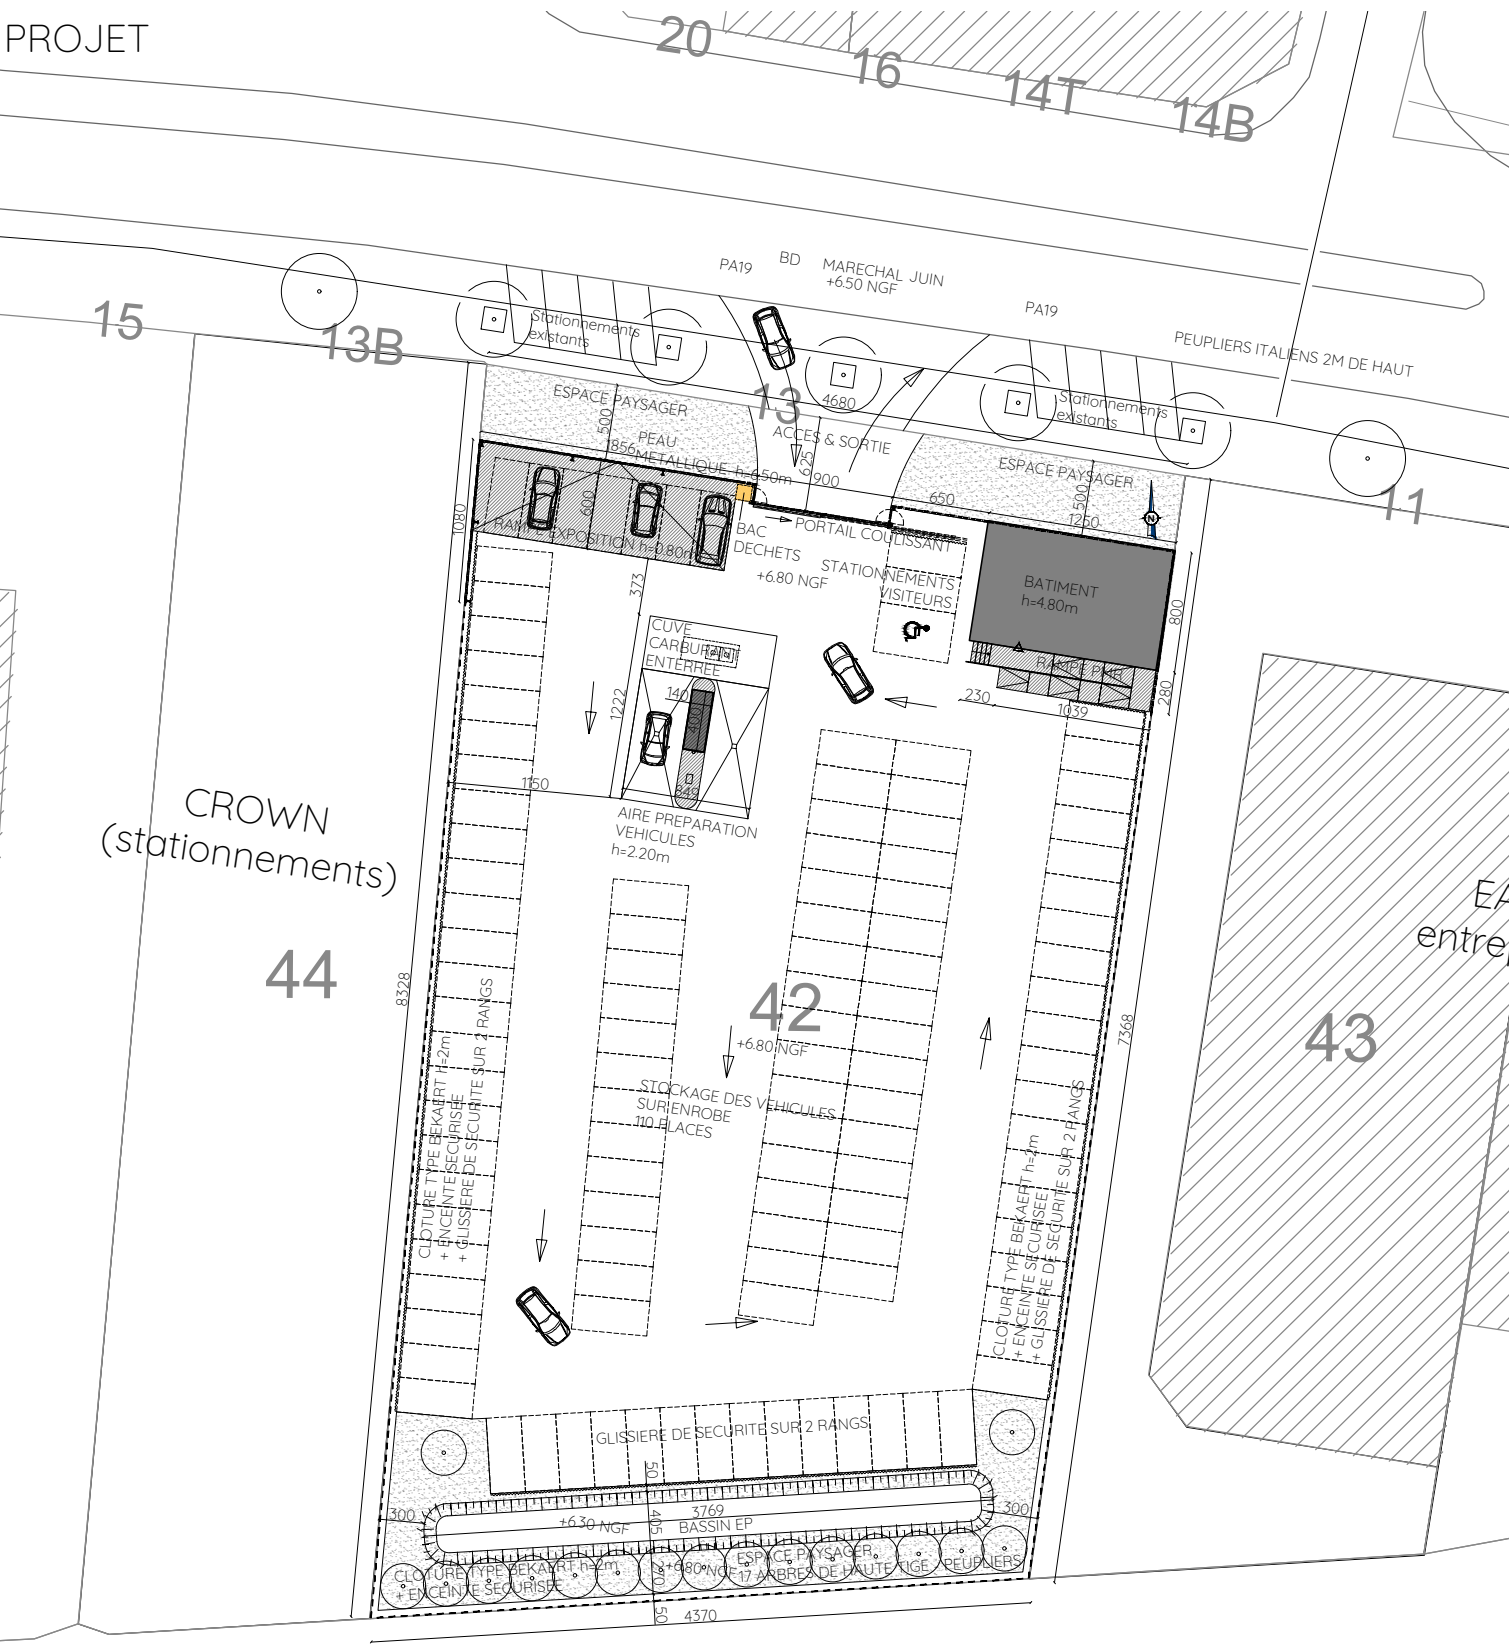 PROJET
20
16
14T
14B
PA19
BD MARECHAL JUIN
+6.50 NGF
PA19
PEUPLIERS ITALIENS 2M DE HAUT
15
13B
Stationnements
existants
13
4680
Stationnements
existants
11
ESPACE PAYSAGER
500
ACCES & SORTIE
625
ESPACE PAYSAGER
500
PEAU
METALLIQUE h=6.50m
1856
900
650
1250
N
1080
600
RAMPE EXPOSITION h=0.80m
BAC
DECHETS
PORTAIL COULISSANT
+6.80 NGF
STATIONNEMENTS
VISITEURS
BATIMENT
h=4.80m
800
373
CUVE
CARBURANT
ENTERREE
RAMPE PMR
280
1222
140
400
230
1039
1150
849
AIRE PREPARATION
VEHICULES
h=2.20m
CROWN
(stationnements)
44
8328
42
+6.80 NGF
43
7368
EA
entre
STOCKAGE DES VEHICULES
SUR ENROBE
110 PLACES
CLOTURE TYPE BEKAERT h=2m
+ ENCEINTE SECURISEE
+ GLISSIERE DE SECURITE SUR 2 RANGS
CLOTURE TYPE BEKAERT h=2m
+ ENCEINTE SECURISEE
+ GLISSIERE DE SECURITE SUR 2 RANGS
GLISSIERE DE SECURITE SUR 2 RANGS
50
300
3769
300
+6.30 NGF
405
BASSIN EP
ESPACE PAYSAGER
17 ARBRES DE HAUTE TIGE PEUPLIERS
CLOTURE TYPE BEKAERT h=2m
+ ENCEINTE SECURISEE
+6.80 NGF
50
4370